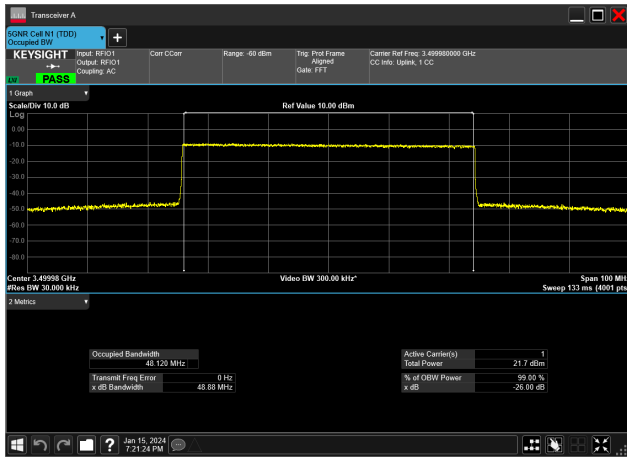 Transceiver A
5GNR Cell N1 (TDD)
Occupied BW
KEYSIGHT
PASS
Input: RFIO1
Output: RFIO1
Coupling: AC
Corr CCorr
Range: -60 dBm
Trig: Prot Frame
Aligned
Gate: FFT
Carrier Ref Freq: 3.499980000 GHz
CC Info: Uplink, 1 CC
1 Graph
Scale/Div 10.0 dB
Ref Value 10.00 dBm
Log
0.00
-10.0
-20.0
-30.0
-40.0
-50.0
-60.0
-70.0
-80.0
Center 3.49998 GHz
Video BW 300.00 kHz*
Span 100 MH
#Res BW 30.000 kHz
Sweep 133 ms (4001 pts
2 Metrics
Occupied Bandwidth
48.120 MHz
Transmit Freq Error 0 Hz
x dB Bandwidth 48.88 MHz
Active Carrier(s) 1
Total Power 21.7 dBm
% of OBW Power 99.00 %
x dB -26.00 dB
Jan 15, 2024
7:21:24 PM